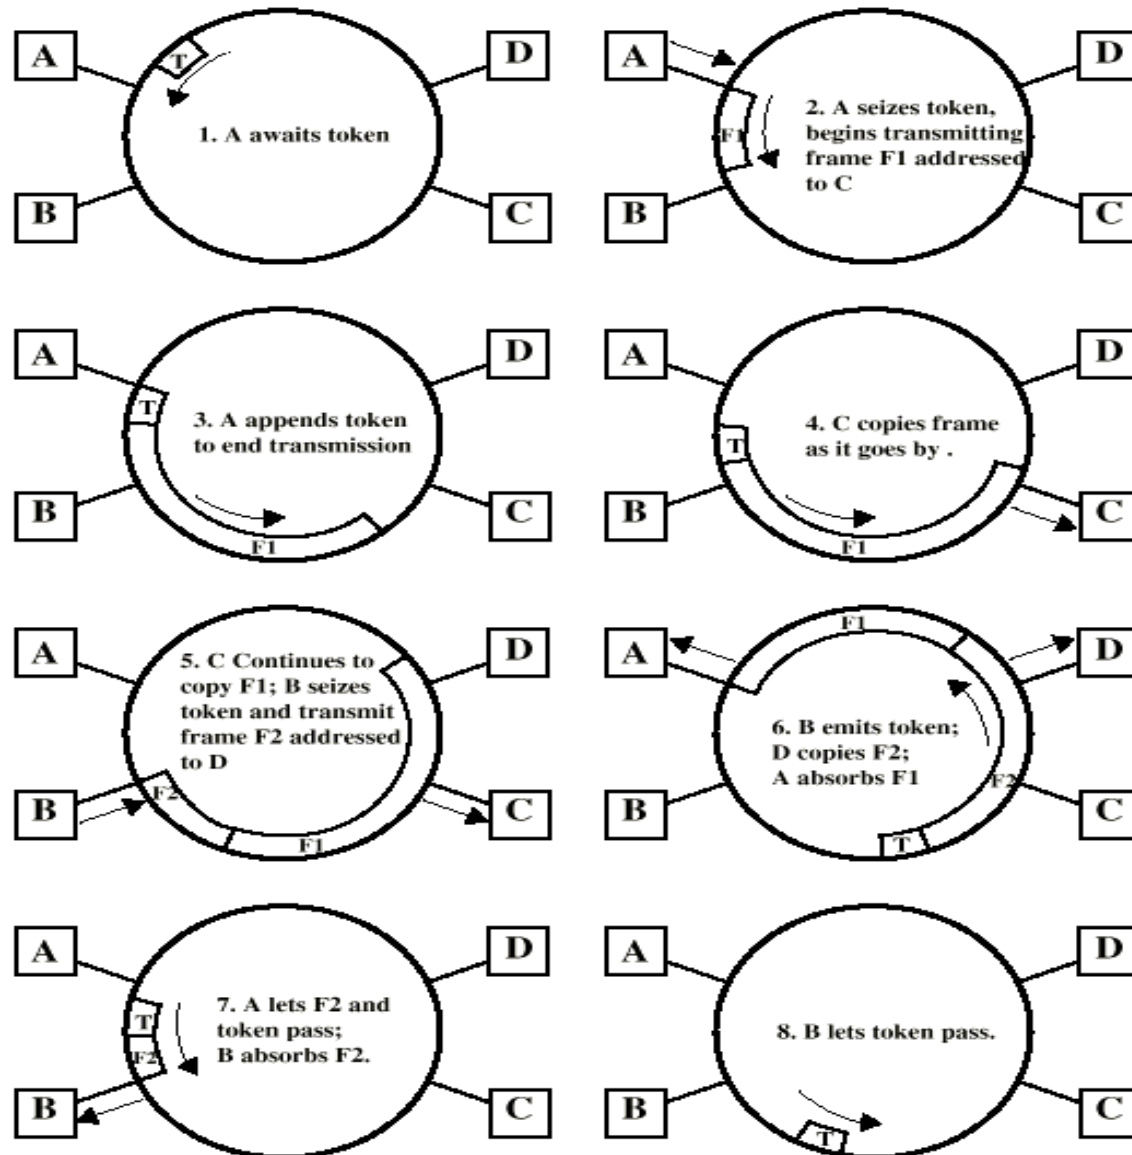 A
D
T
1. A awaits token
B
C
A
D
F1
2. A seizes token,
begins transmitting
frame F1 addressed
to C
B
C
A
D
T
3. A appends token
to end transmission
B
C
F1
A
D
T
4. C copies frame
as it goes by .
B
C
F1
A
D
5. C Continues to
copy F1; B seizes
token and transmit
frame F2 addressed
to D
F2
B
C
F1
F1
A
D
6. B emits token;
D copies F2;
A absorbs F1
F2
B
C
T
A
D
T
7. A lets F2 and
token pass;
B absorbs F2.
F2
B
C
A
D
8. B lets token pass.
B
C
T